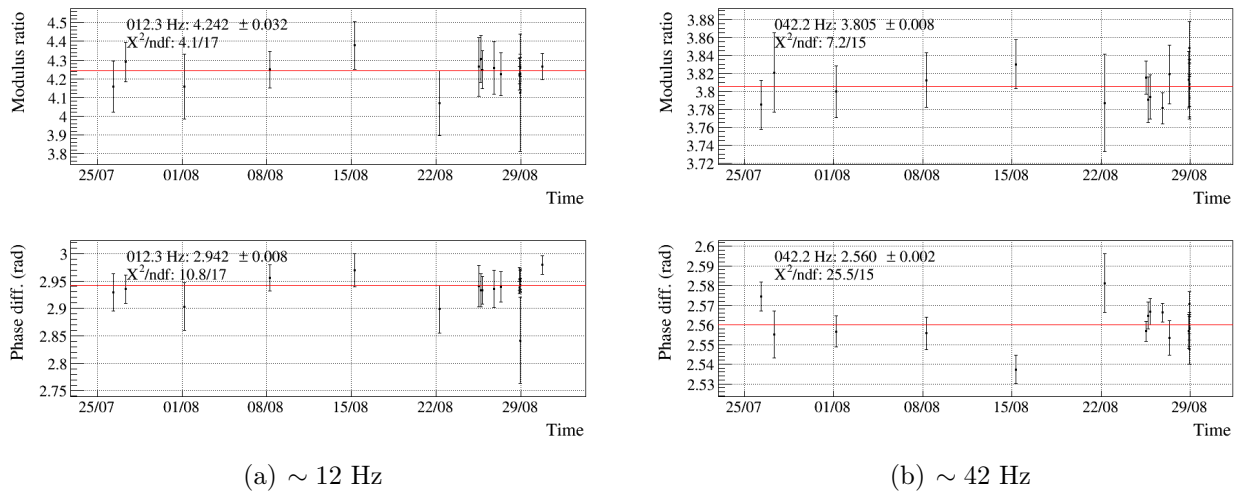 Modulus ratio
012.3 Hz: 4.242 ± 0.032
X²/ndf: 4.1/17
4.5
4.4
4.3
4.2
4.1
4
3.9
3.8
25/07 01/08 08/08 15/08 22/08 29/08
Time
Modulus ratio
042.2 Hz: 3.805 ± 0.008
X²/ndf: 7.2/15
3.88
3.86
3.84
3.82
3.8
3.78
3.76
3.74
3.72
25/07 01/08 08/08 15/08 22/08 29/08
Time
Phase diff. (rad)
012.3 Hz: 2.942 ± 0.008
X²/ndf: 10.8/17
3
2.95
2.9
2.85
2.8
2.75
25/07 01/08 08/08 15/08 22/08 29/08
Time
Phase diff. (rad)
042.2 Hz: 2.560 ± 0.002
X²/ndf: 25.5/15
2.6
2.58
2.56
2.57
2.56
2.55
2.54
2.53
25/07 01/08 08/08 15/08 22/08 29/08
Time
(a) ∼ 12 Hz
(b) ∼ 42 Hz